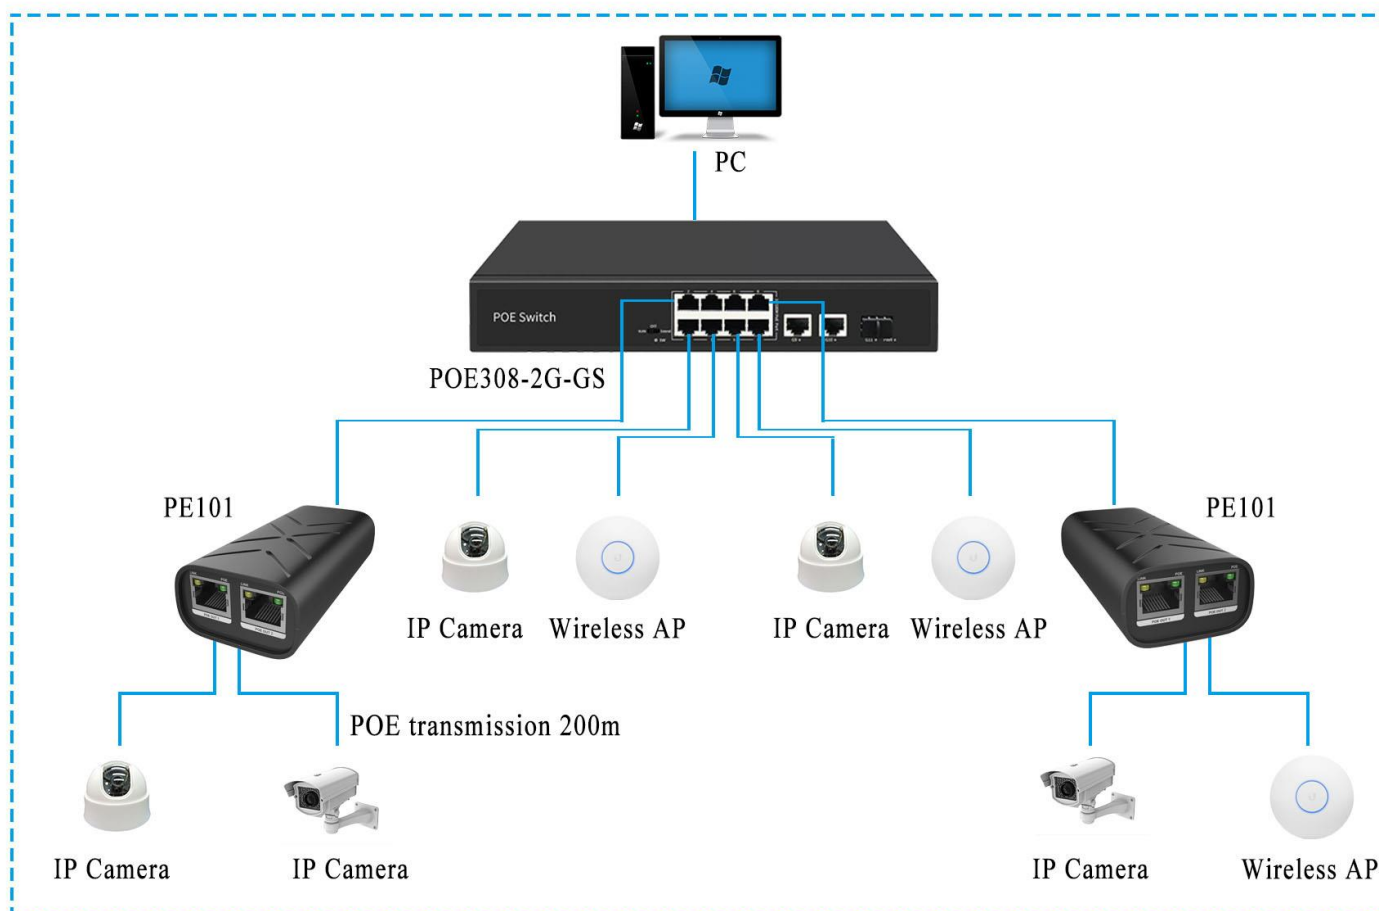 PC
POE Switch
POE308-2G-GS
PE101
PE101
IP Camera
Wireless AP
IP Camera
Wireless AP
POE transmission 200m
IP Camera
IP Camera
IP Camera
Wireless AP